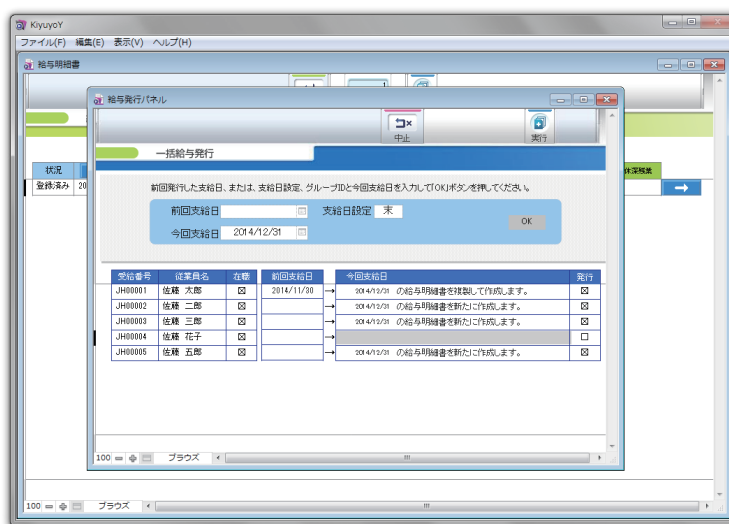 KiyuyoY
ファイル(F) 編集(E) 表示(V) ヘルプ(H)
給与明細書
給与発行パネル
中止 実行
一括給与発行
状況
休深残業
登録済み 20
前回発行した支給日、または、支給日設定、グループIDと今回支給日を入力して「OK」ボタンを押してください。
前回支給日 支給日設定 末
OK
今回支給日 2014/12/31
受給番号 従業員名 在職 前回支給日 今回支給日 発行
JH00001 佐藤 太郎 ☒ 2014/11/30 → 2014/12/31 の給与明細書を複製して作成します。 ☒
JH00002 佐藤 二郎 ☒ → 2014/12/31 の給与明細書を新たに作成します。 ☒
JH00003 佐藤 三郎 ☒ → 2014/12/31 の給与明細書を新たに作成します。 ☒
JH00004 佐藤 花子 ☒ → ☐
JH00005 佐藤 五郎 ☒ → 2014/12/31 の給与明細書を新たに作成します。 ☒
100 ブラウズ
100 ブラウズ